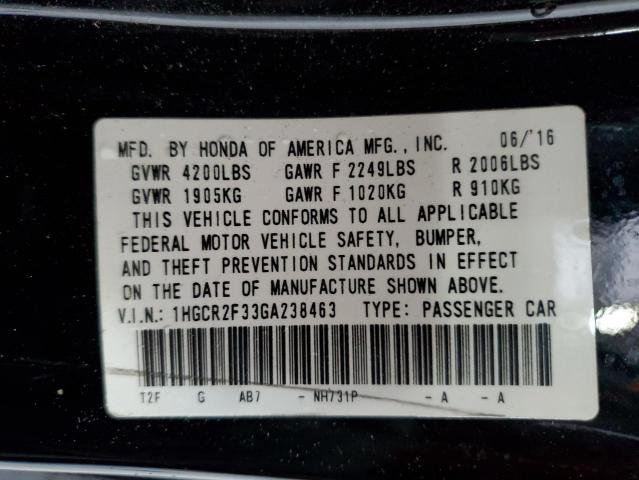 MFD. BY HONDA OF AMERICA MFG., INC. 06/'16
GVWR 4200LBS GAWR F 2249LBS R 2006LBS
GVWR 1905KG GAWR F 1020KG R 910KG
THIS VEHICLE CONFORMS TO ALL APPLICABLE
FEDERAL MOTOR VEHICLE SAFETY, BUMPER,
AND THEFT PREVENTION STANDARDS IN EFFECT
ON THE DATE OF MANUFACTURE SHOWN ABOVE.
V.I.N.: 1HGCR2F33GA238463 TYPE: PASSENGER CAR
T2F G AB7 - NH731P - A - A